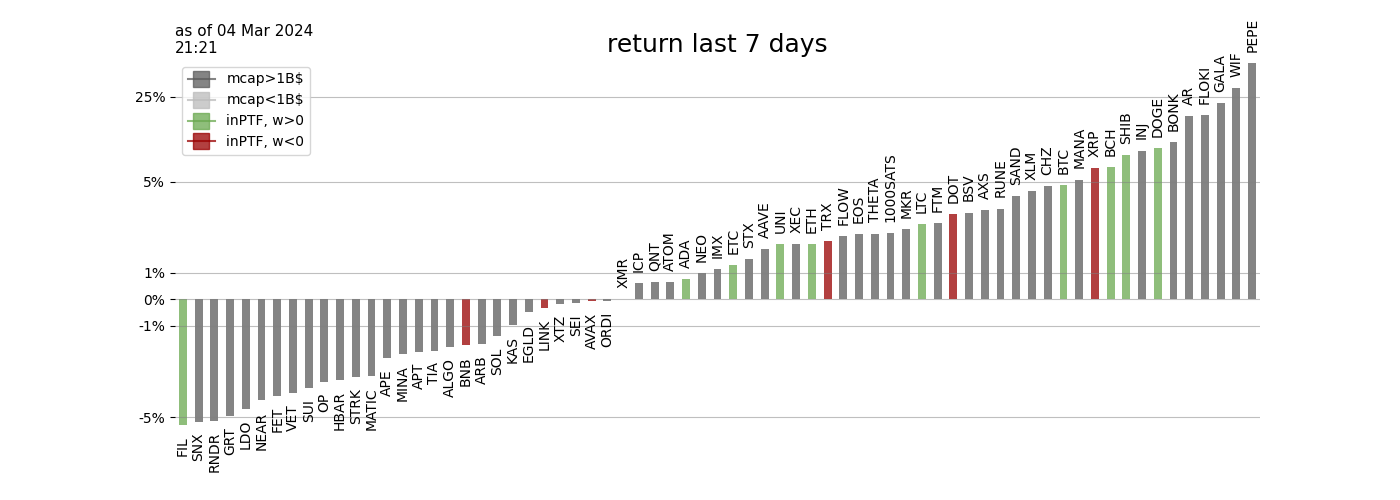 as of 04 Mar 2024
21:21
return last 7 days
mcap>1B$
mcap<1B$
inPTF, w>0
inPTF, w<0
25%
5%
1%
0%
-1%
-5%
FIL
SNX
RNDR
GRT
LDO
NEAR
FET
VET
SUI
OP
HBAR
STRK
MATIC
APE
MINA
APT
TIA
ALGO
BNB
ARB
SOL
KAS
EGLD
LINK
XTZ
SEI
AVAX
ORDI
XMR
ICP
QNT
ATOM
ADA
NEO
IMX
ETC
STX
AAVE
UNI
XEC
ETH
TRX
FLOW
EOS
THETA
1000SATS
MKR
LTC
FTM
DOT
BSV
AXS
RUNE
SAND
XLM
CHZ
BTC
MANA
XRP
BCH
SHIB
INJ
DOGE
BONK
AR
FLOKI
GALA
WIF
PEPE